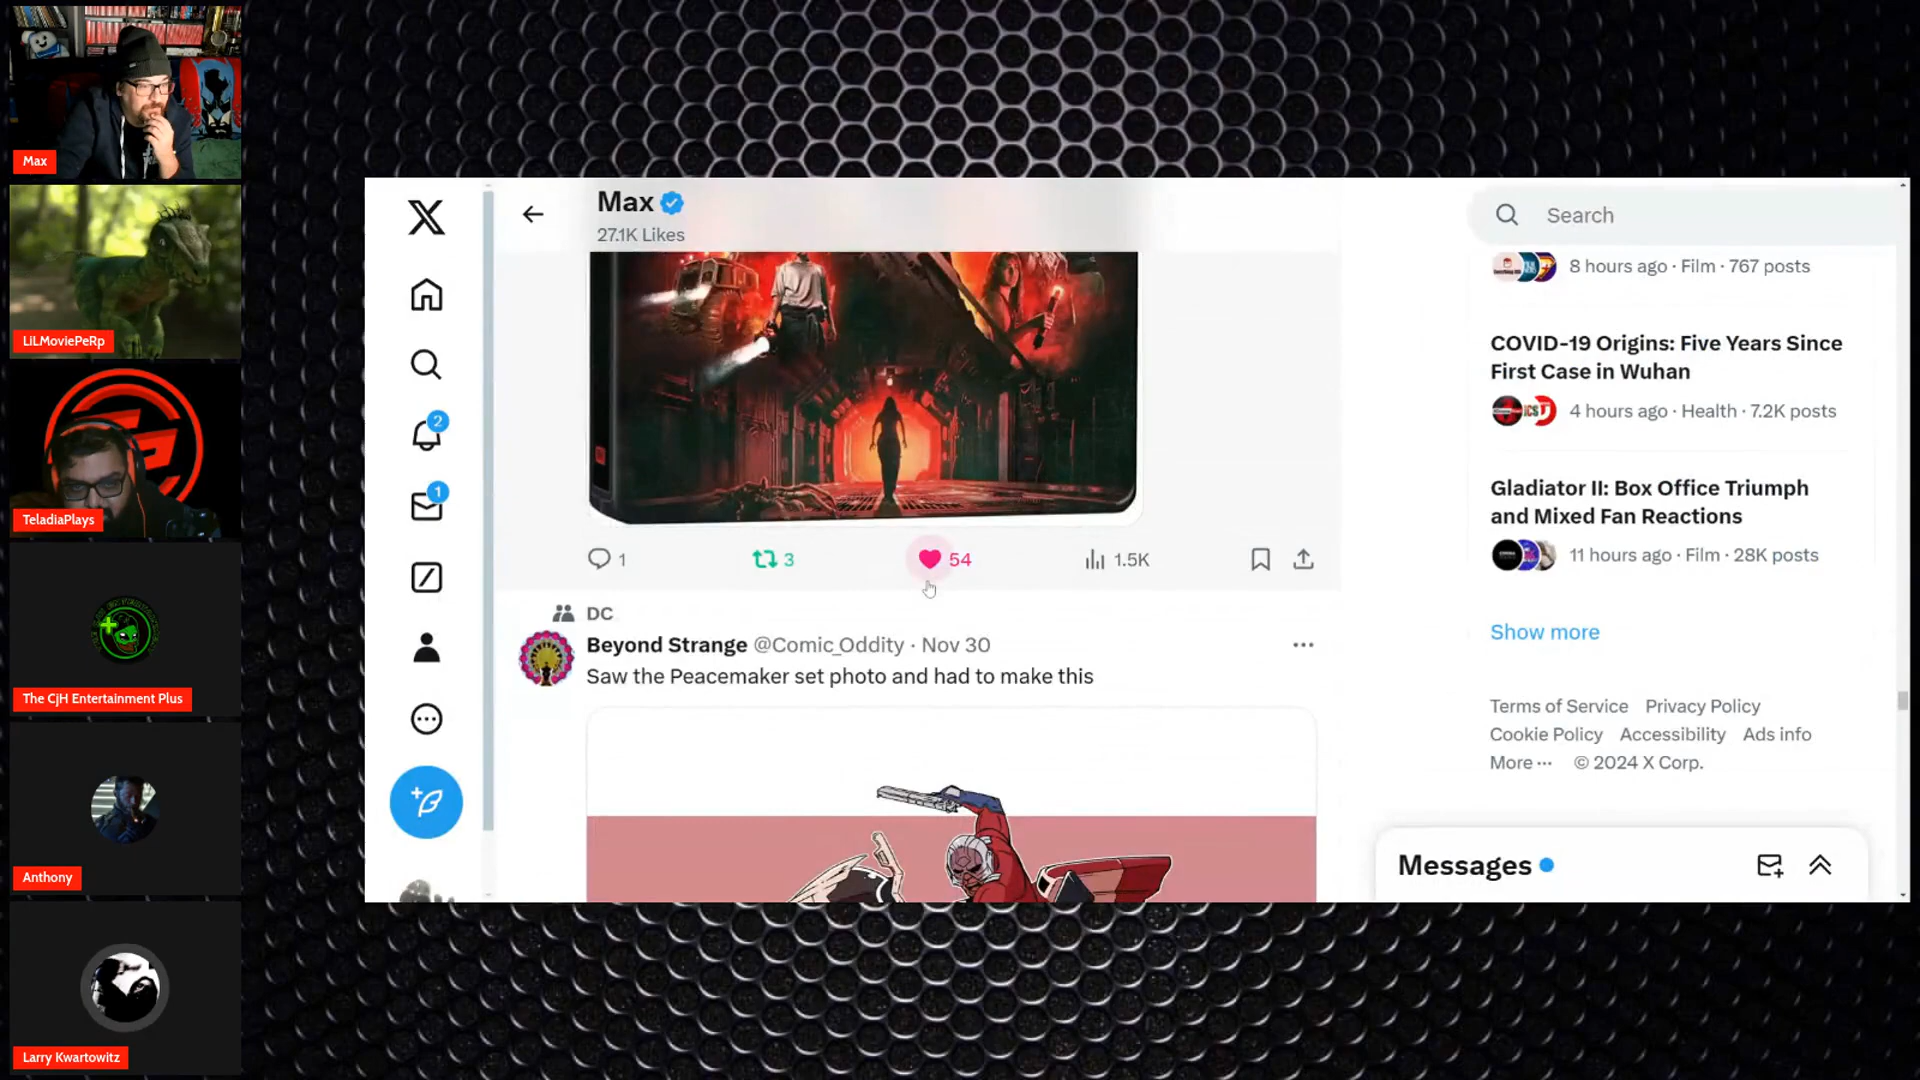 Max
LiLMoviePeRp
TeladiaPlays
The CjH Entertainment Plus
Anthony
Larry Kwartowitz
2
1
Max
27.1K Likes
1
3
54
1.5K
DC
Beyond Strange @Comic_Oddity · Nov 30
Saw the Peacemaker set photo and had to make this
Search
8 hours ago · Film · 767 posts
COVID-19 Origins: Five Years Since
First Case in Wuhan
4 hours ago · Health · 7.2K posts
Gladiator II: Box Office Triumph
and Mixed Fan Reactions
11 hours ago · Film · 28K posts
Show more
Terms of Service Privacy Policy
Cookie Policy Accessibility Ads info
More ··· © 2024 X Corp.
Messages